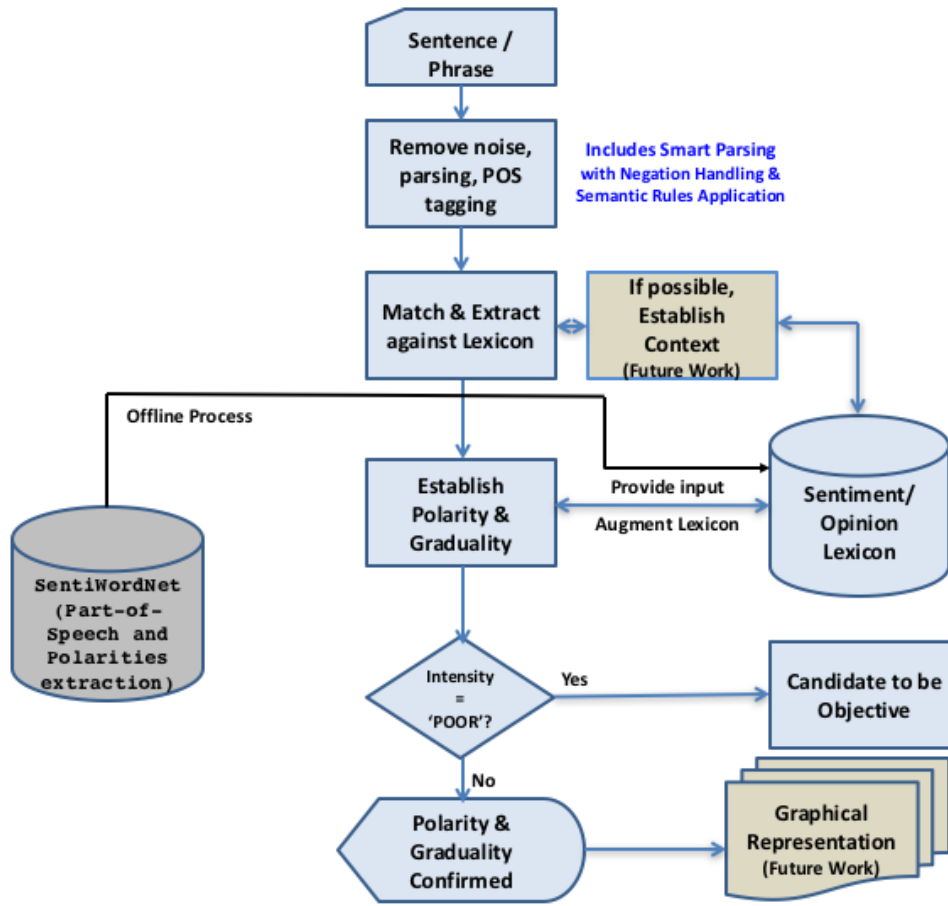 Sentence /
Phrase
Remove noise,
parsing, POS
tagging
Includes Smart Parsing
with Negation Handling &
Semantic Rules Application
Match & Extract
against Lexicon
If possible,
Establish
Context
(Future Work)
Offline Process
Establish
Polarity &
Graduality
Provide input
Augment Lexicon
Sentiment/
Opinion
Lexicon
SentiWordNet
(Part-of-
Speech and
Polarities
extraction)
Intensity
=
‘POOR’?
Yes
Candidate to be
Objective
No
Polarity &
Graduality
Confirmed
Graphical
Representation
(Future Work)